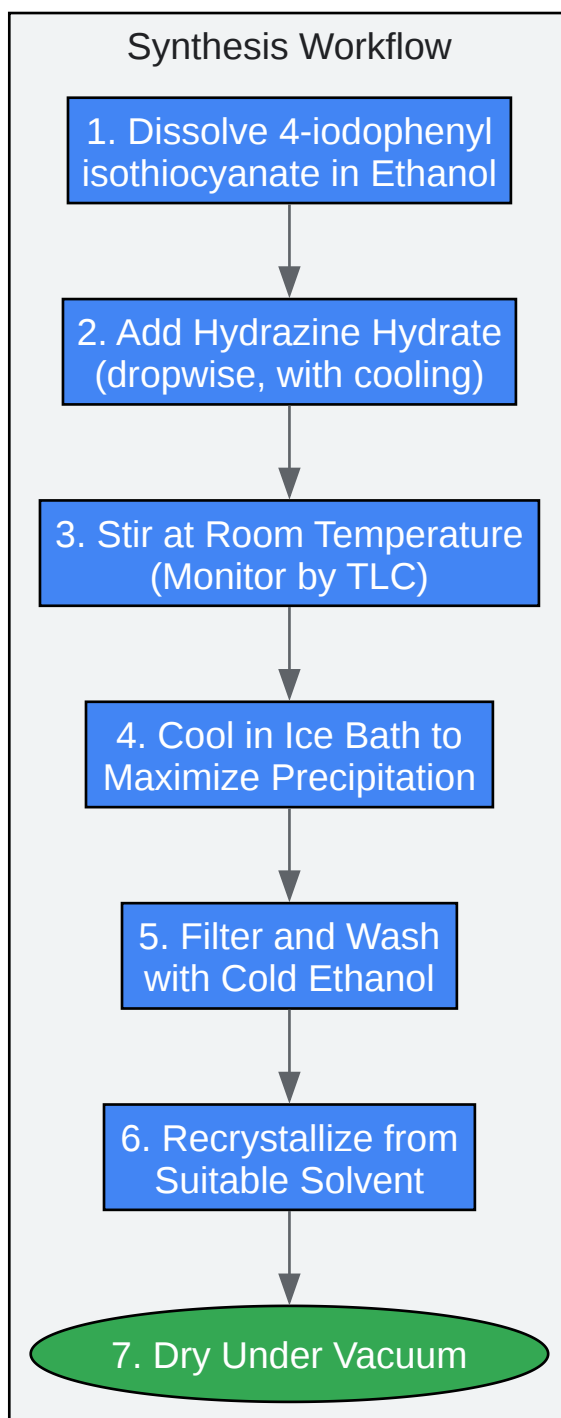 Synthesis Workflow
1. Dissolve 4-iodophenyl
isothiocyanate in Ethanol
2. Add Hydrazine Hydrate
(dropwise, with cooling)
3. Stir at Room Temperature
(Monitor by TLC)
4. Cool in Ice Bath to
Maximize Precipitation
5. Filter and Wash
with Cold Ethanol
6. Recrystallize from
Suitable Solvent
7. Dry Under Vacuum